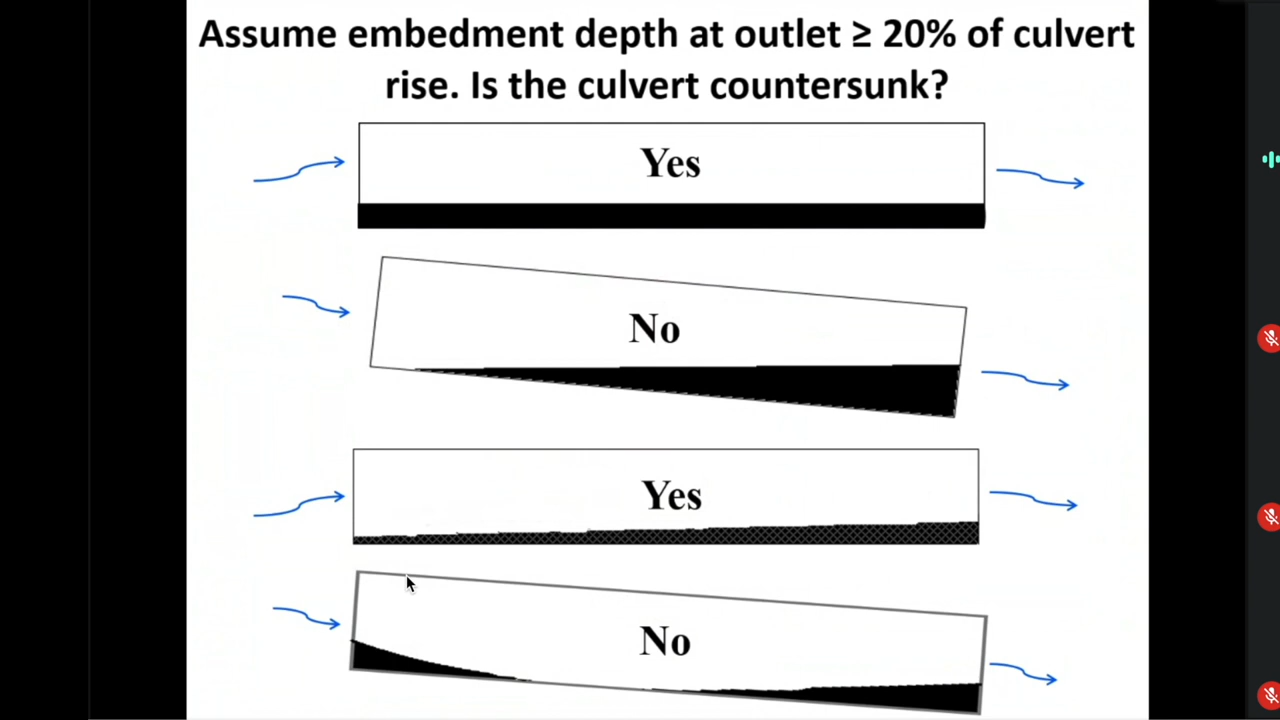 Assume embedment depth at outlet ≥ 20% of culvert
rise. Is the culvert countersunk?
Yes
No
Yes
No